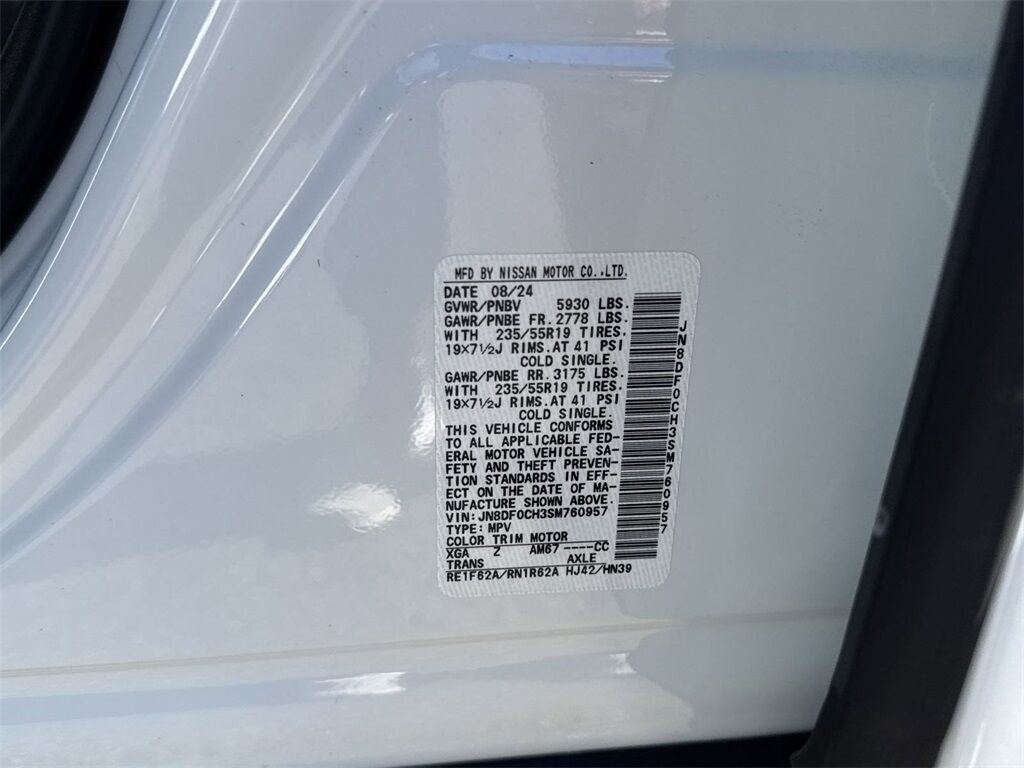 MFD BY NISSAN MOTOR CO.,LTD.
DATE 08/24
GVWR/PNBV 5930 LBS.
GAWR/PNBE FR. 2778 LBS.
WITH 235/55R19 TIRES.
19×7½J RIMS. AT 41 PSI
COLD SINGLE.
GAWR/PNBE RR. 3175 LBS.
WITH 235/55R19 TIRES.
19×7½J RIMS. AT 41 PSI
COLD SINGLE.
THIS VEHICLE CONFORMS
TO ALL APPLICABLE FED-
ERAL MOTOR VEHICLE SA-
FETY AND THEFT PREVEN-
TION STANDARDS IN EFF-
ECT ON THE DATE OF MA-
NUFACTURE SHOWN ABOVE.
VIN: JN8DF0CH3SM760957
TYPE: MPV
COLOR TRIM MOTOR
XGA Z AM67 ----CC
TRANS AXLE
RE1F62A/RN1R62A HJ42/HN39
JN8DF0CH3SM760957